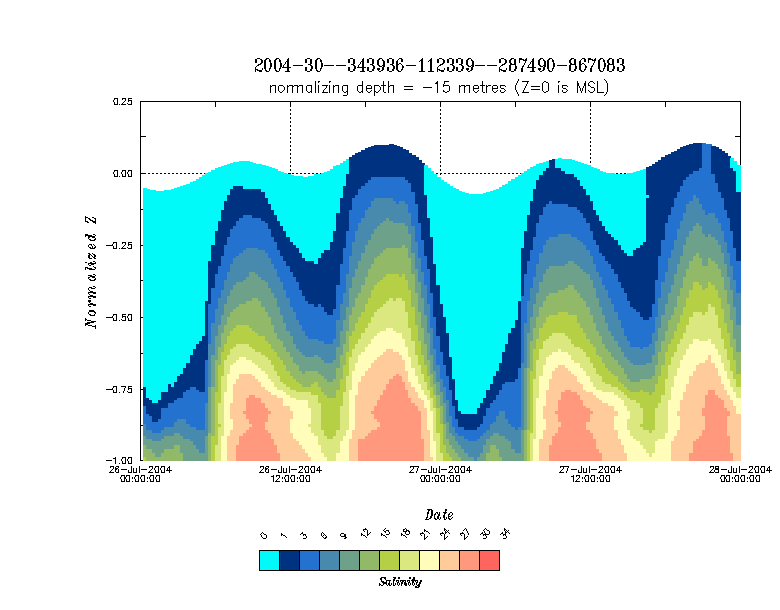 2004-30--343936-112339--287490-867083
normalizing depth = -15 metres (Z=0 is MSL)
0.25
0.00
-0.25
-0.50
-0.75
-1.00
Normalized Z
26-Jul-2004 26-Jul-2004 27-Jul-2004 27-Jul-2004 28-Jul-2004
00:00:00 12:00:00 00:00:00 12:00:00 00:00:00
Date
0 1 3 6 9 12 15 18 21 24 27 30 34
Salinity